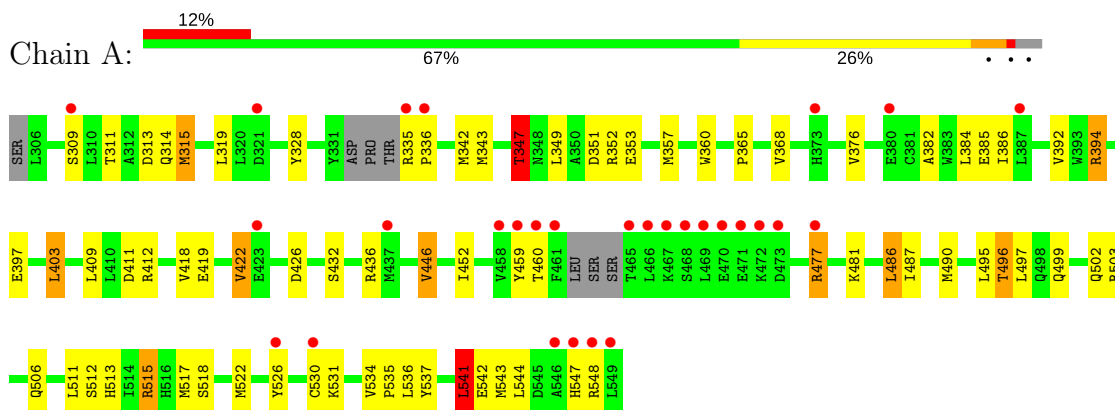 12%
Chain A:
67% 26% • • •
SER L306 S309 L310 T311 A312 D313 Q314 M315 L319 L320 D321 Y328 Y331 ASP PRO THR R335 P336 M342 M343 T347 N348 L349 A350 D351 R352 E353 M357 W360 P365 V368 H373 V376 E380 C381 A382 W383 L384 E385 I386 L387 V392 W393 R394
E397 L403 L409 L410 D411 R412 V418 E419 V422 E423 D426 S432 R436 M437 V446 I452 V458 Y459 T460 F461 LEU SER SER T465 L466 K467 S468 L469 E470 E471 K472 D473 R477 K481 L486 I487 M490 L495 T496 L497 Q498 Q499 Q502 R503
Q506 L511 S512 H513 I514 R515 H516 M517 S518 M522 Y526 C530 K531 V534 P535 L536 Y537 L541 E542 M543 L544 D545 A546 H547 R548 L549